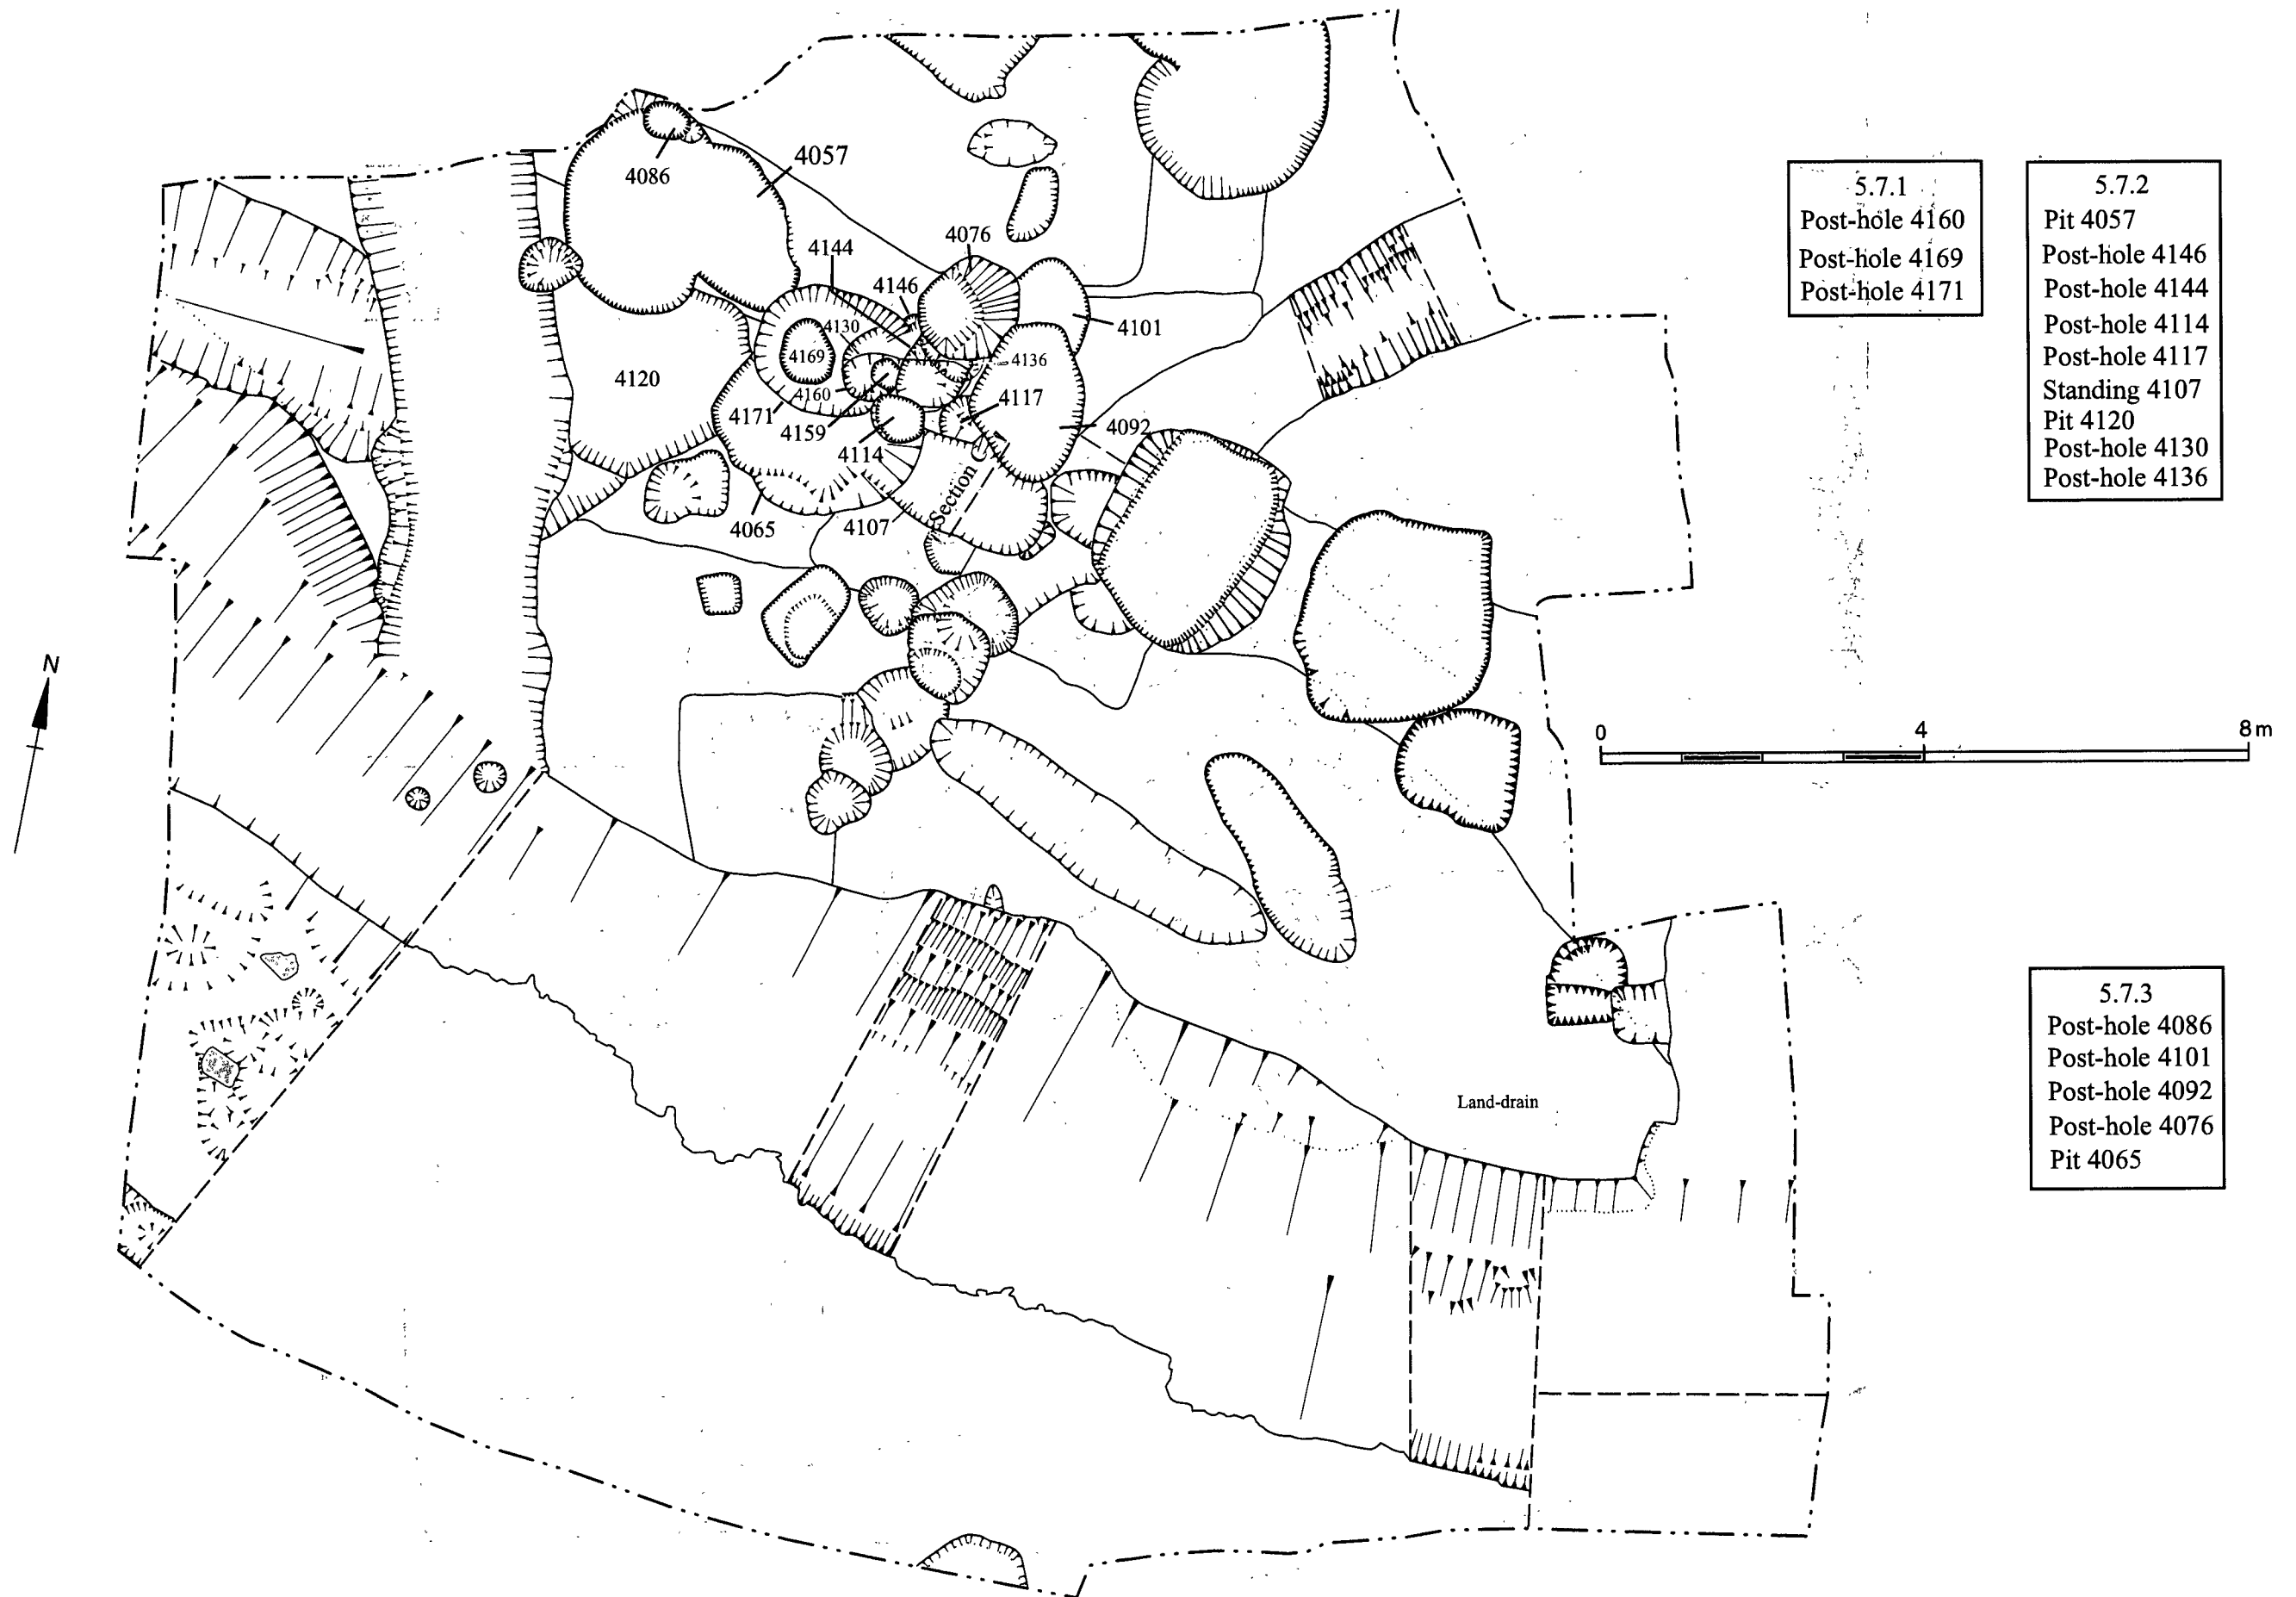 4057
4086
4076
4144
4146
4130
4101
4169
4136
4120
4160
4117
4171
4092
4159
4114
Section C
4065
4107
N
Land-drain
0 4 8m
5.7.1
Post-hole 4160
Post-hole 4169
Post-hole 4171
5.7.2
Pit 4057
Post-hole 4146
Post-hole 4144
Post-hole 4114
Post-hole 4117
Standing 4107
Pit 4120
Post-hole 4130
Post-hole 4136
5.7.3
Post-hole 4086
Post-hole 4101
Post-hole 4092
Post-hole 4076
Pit 4065